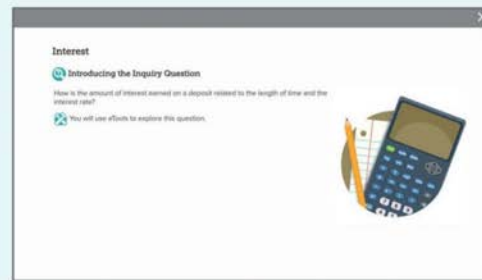 Interest
Introducing the Inquiry Question
How is the amount of interest earned on a deposit related to the length of time and the
interest rate?
You will use eTools to explore this question.